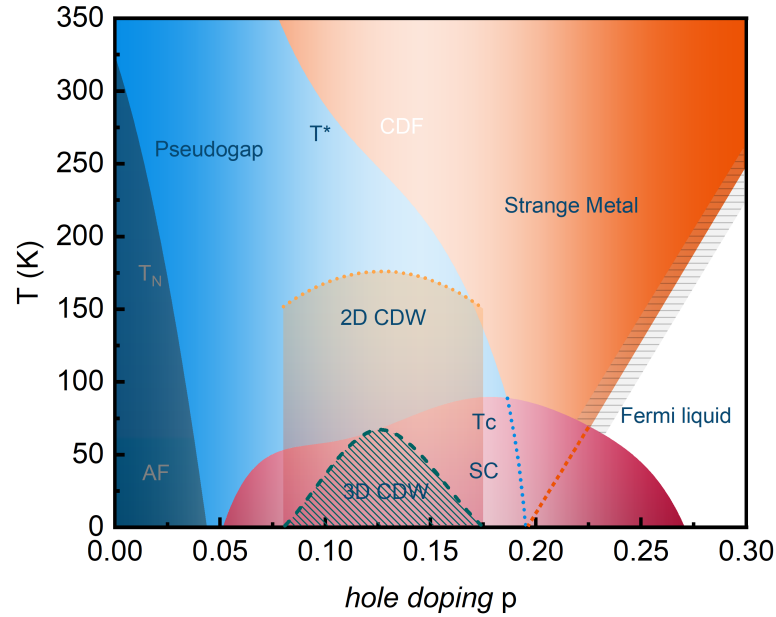 350
300
250
200
150
100
50
0
T (K)
Pseudogap
T*
CDF
Strange Metal
T_N
2D CDW
Fermi liquid
Tc
SC
AF
3D CDW
0.00 0.05 0.10 0.15 0.20 0.25 0.30
hole doping p